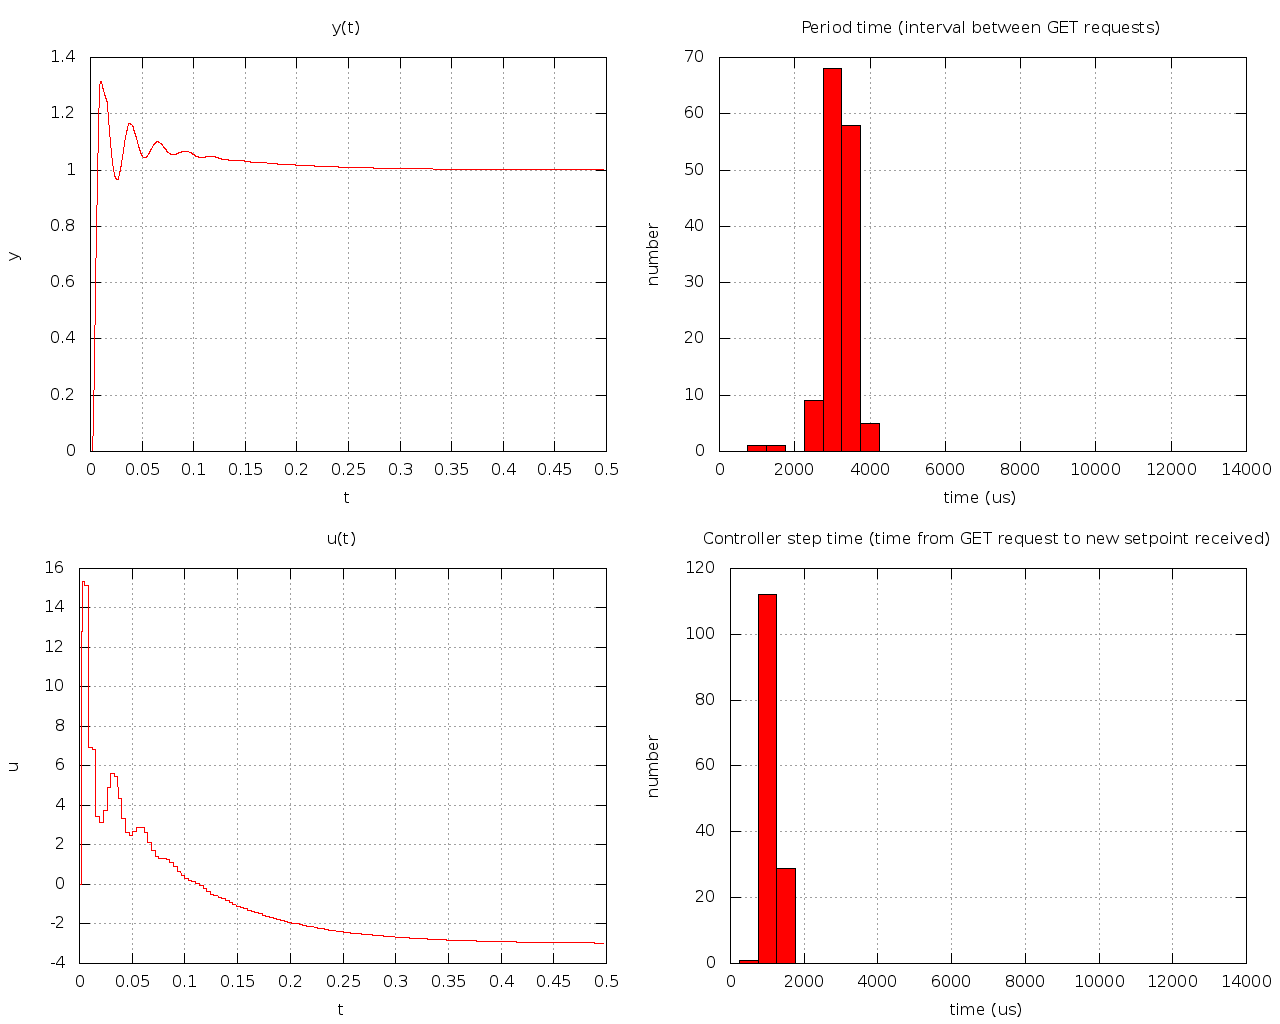 y(t)
1.4
1.2
1
0.8
0.6
0.4
0.2
0
y
0 0.05 0.1 0.15 0.2 0.25 0.3 0.35 0.4 0.45 0.5
t
Period time (interval between GET requests)
70
60
50
40
30
20
10
0
number
0 2000 4000 6000 8000 10000 12000 14000
time (us)
u(t)
16
14
12
10
8
6
4
2
0
-2
-4
u
0 0.05 0.1 0.15 0.2 0.25 0.3 0.35 0.4 0.45 0.5
t
Controller step time (time from GET request to new setpoint received)
120
100
80
60
40
20
0
number
0 2000 4000 6000 8000 10000 12000 14000
time (us)